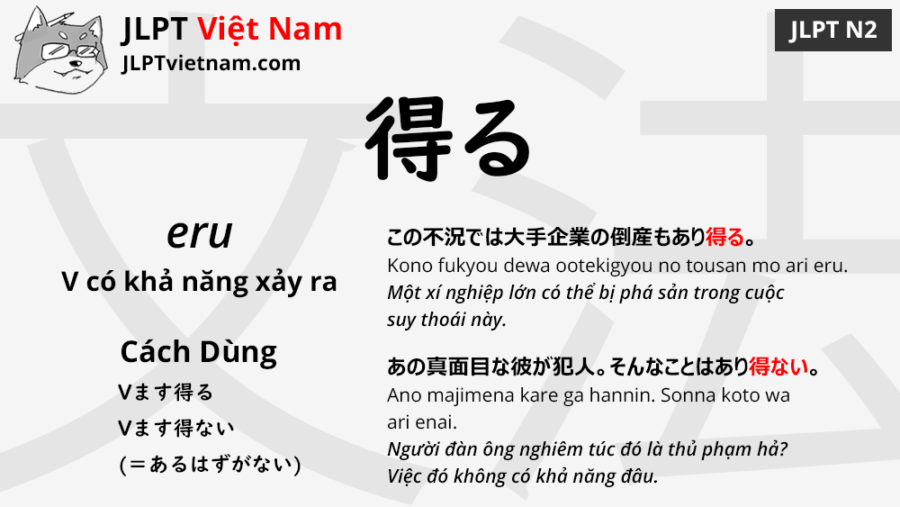 JLPT Việt Nam
JLPTvietnam.com
JLPT N2
得る
eru
V có khả năng xảy ra
Cách Dùng
Vます得る
Vます得ない
(＝あるはずがない)
この不況では大手企業の倒産もあり得る。
Kono fukyou dewa ootekigyou no tousan mo ari eru.
Một xí nghiệp lớn có thể bị phá sản trong cuộc
suy thoái này.
あの真面目な彼が犯人。そんなことはあり得ない。
Ano majimena kare ga hannin. Sonna koto wa
ari enai.
Người đàn ông nghiêm túc đó là thủ phạm hả?
Việc đó không có khả năng đâu.
文法